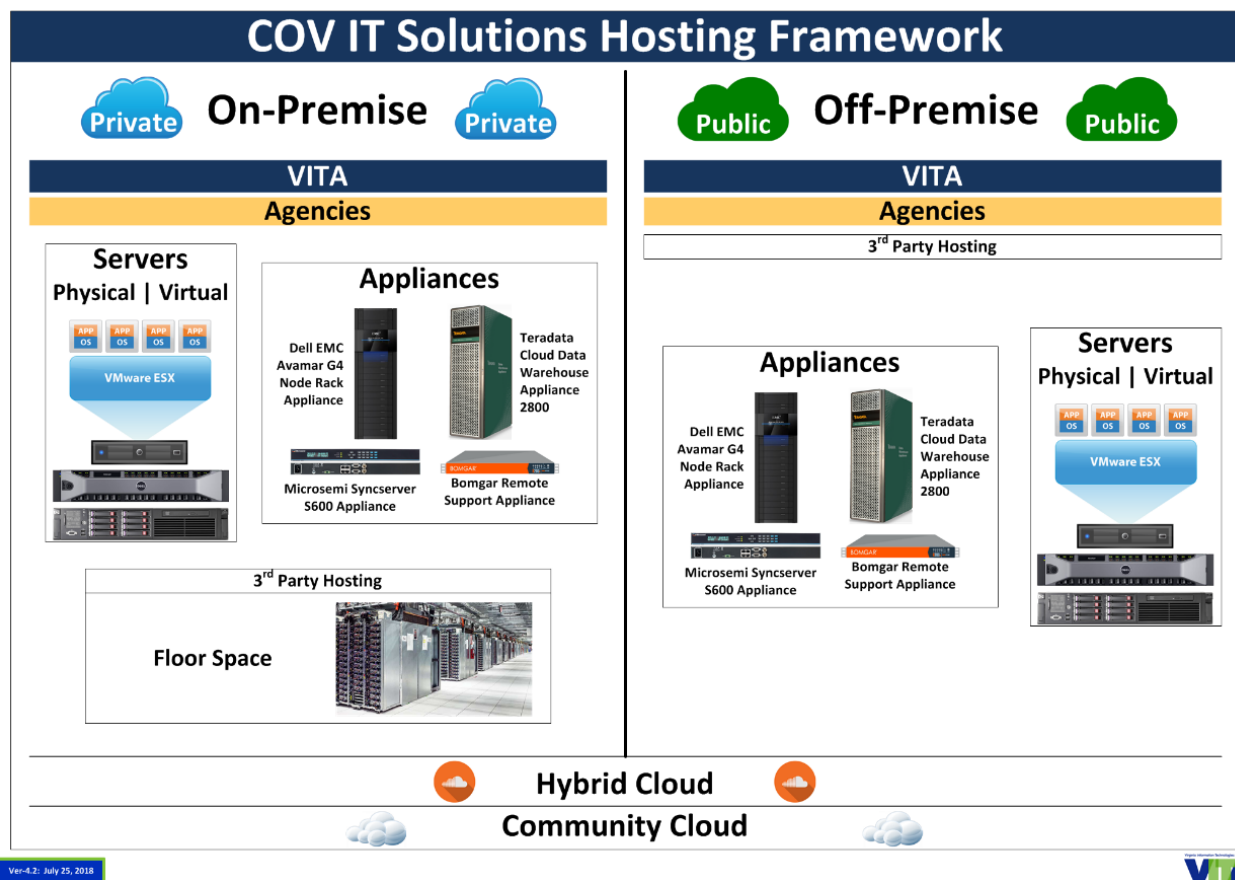 COV IT Solutions Hosting Framework
Private
On-Premise
Private
VITA
Agencies
Servers
Physical | Virtual
APP
OS
APP
OS
APP
OS
APP
OS
VMware ESX
Appliances
Dell EMC
Avamar G4
Node Rack
Appliance
Teradata
Cloud Data
Warehouse
Appliance
2800
Microsemi Syncserver
S600 Appliance
BOMGAR
Bomgar Remote
Support Appliance
3rd Party Hosting
Floor Space
Public
Off-Premise
Public
VITA
Agencies
3rd Party Hosting
Appliances
Dell EMC
Avamar G4
Node Rack
Appliance
Teradata
Cloud Data
Warehouse
Appliance
2800
Microsemi Syncserver
S600 Appliance
BOMGAR
Bomgar Remote
Support Appliance
Servers
Physical | Virtual
APP
OS
APP
OS
APP
OS
APP
OS
VMware ESX
Hybrid Cloud
Community Cloud
Ver-4.2: July 25, 2018